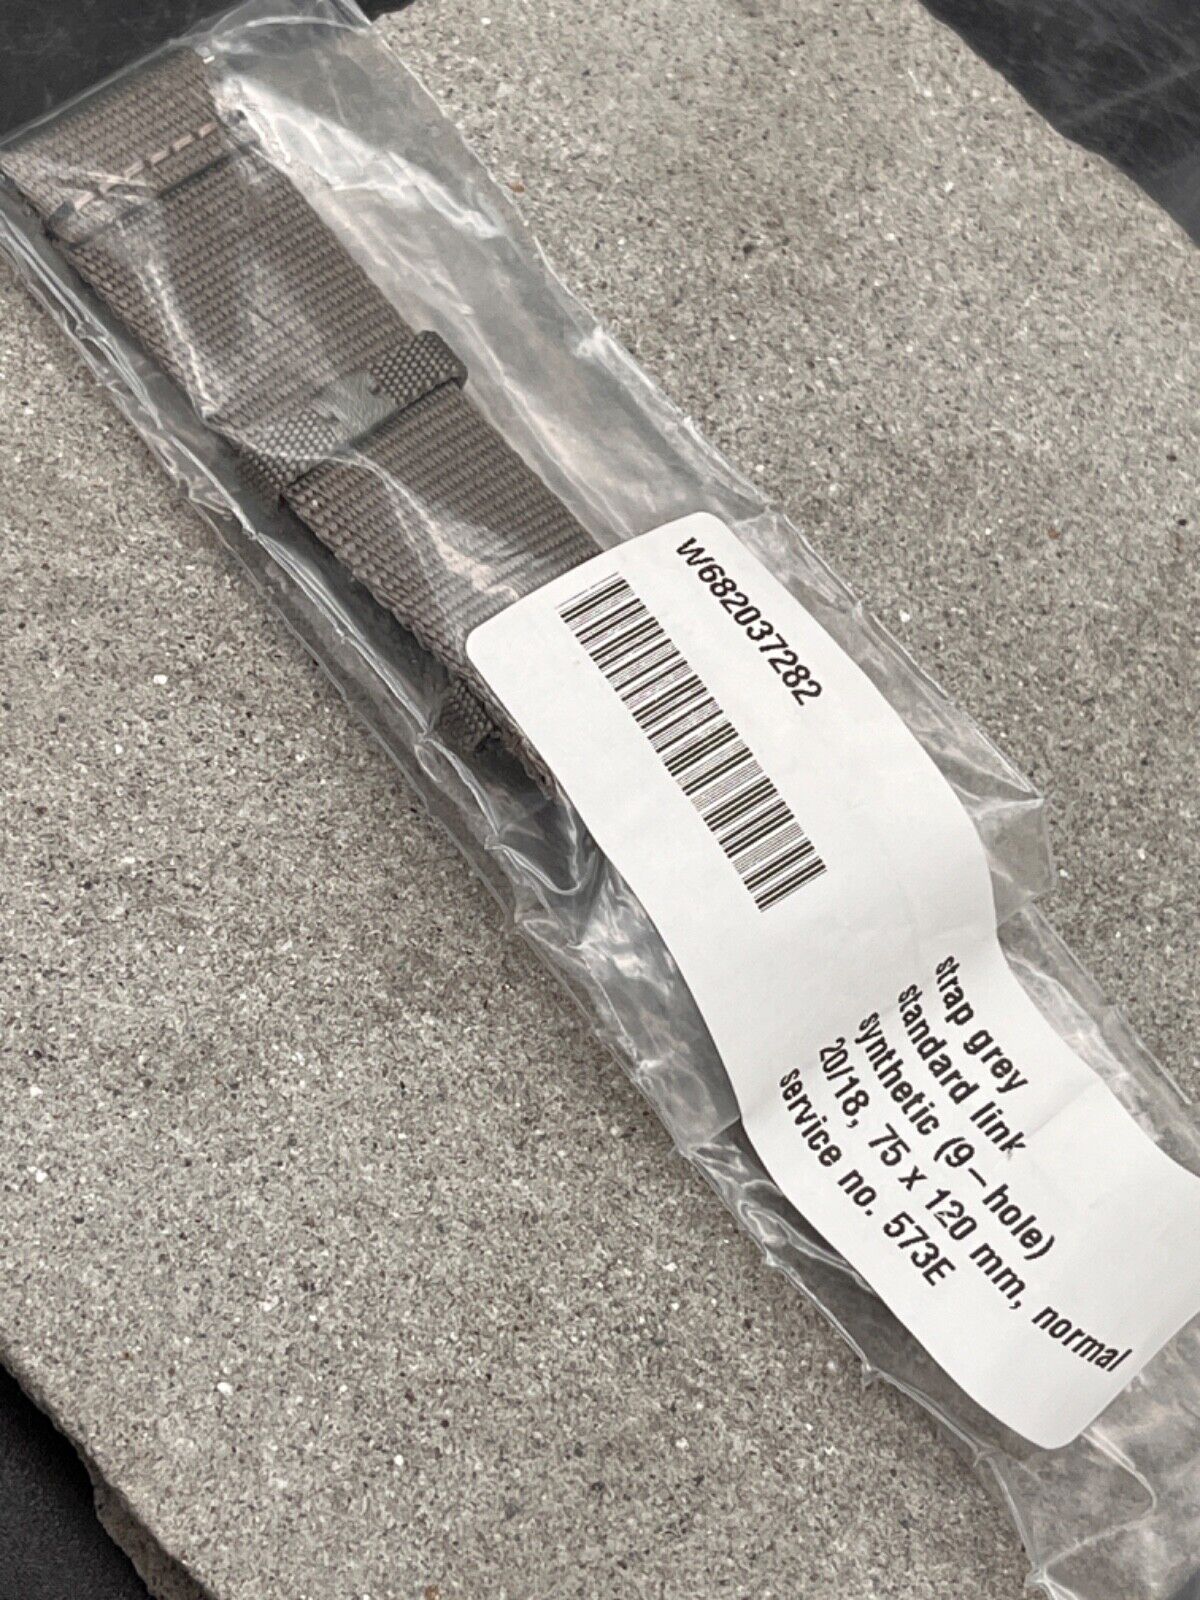 W682037282
strap grey
standard link
synthetic (9-hole)
20/18, 75 x 120 mm, normal
service no. 573E